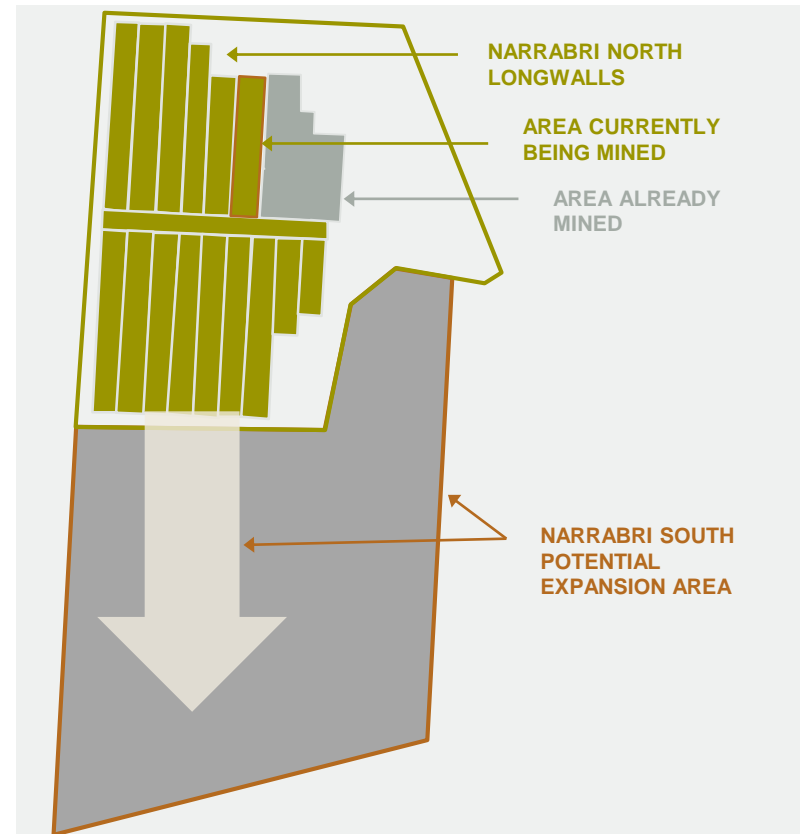 NARRABRI NORTH
LONGWALLS
AREA CURRENTLY
BEING MINED
AREA ALREADY
MINED
NARRABRI SOUTH
POTENTIAL
EXPANSION AREA